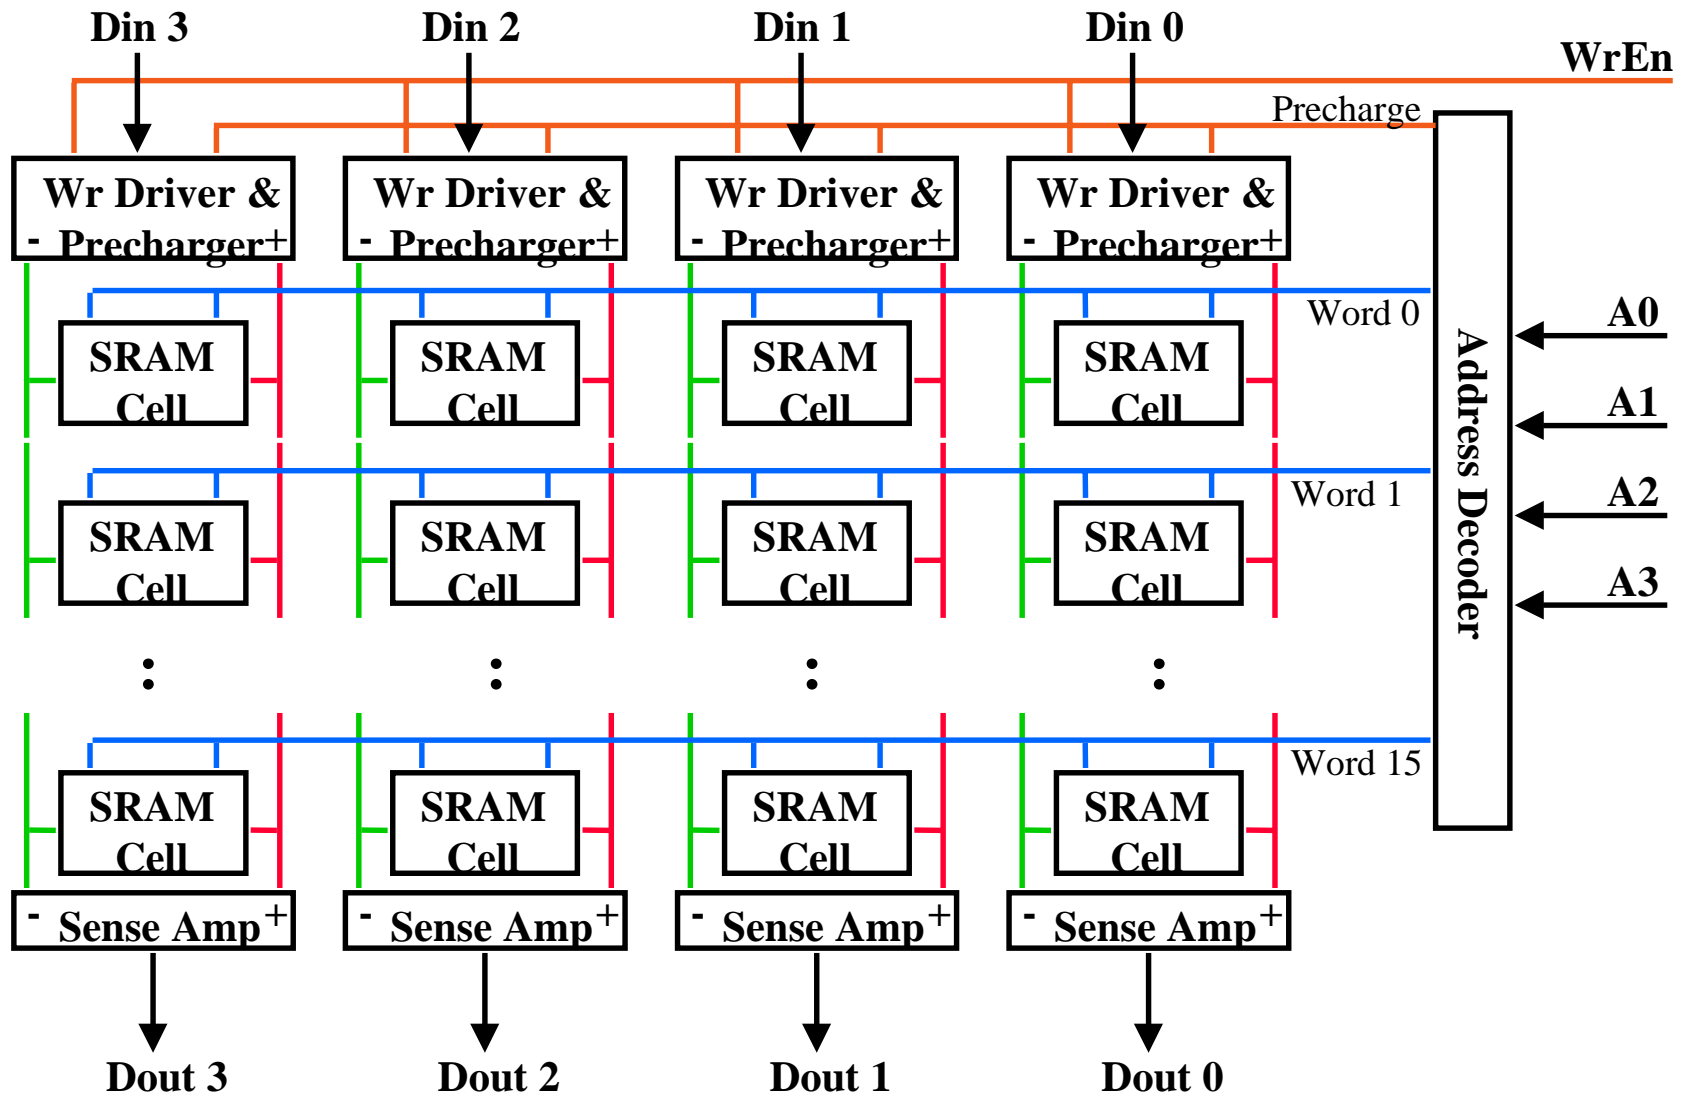 Din 3 Din 2 Din 1 Din 0
WrEn
Precharge
Wr Driver & Wr Driver & Wr Driver & Wr Driver &
- Precharger + - Precharger + - Precharger + - Precharger +
Word 0
SRAM SRAM SRAM SRAM
Cell Cell Cell Cell
Word 1
SRAM SRAM SRAM SRAM
Cell Cell Cell Cell
: : : :
Word 15
SRAM SRAM SRAM SRAM
Cell Cell Cell Cell
- Sense Amp + - Sense Amp + - Sense Amp + - Sense Amp +
Dout 3 Dout 2 Dout 1 Dout 0
Address Decoder
A0
A1
A2
A3